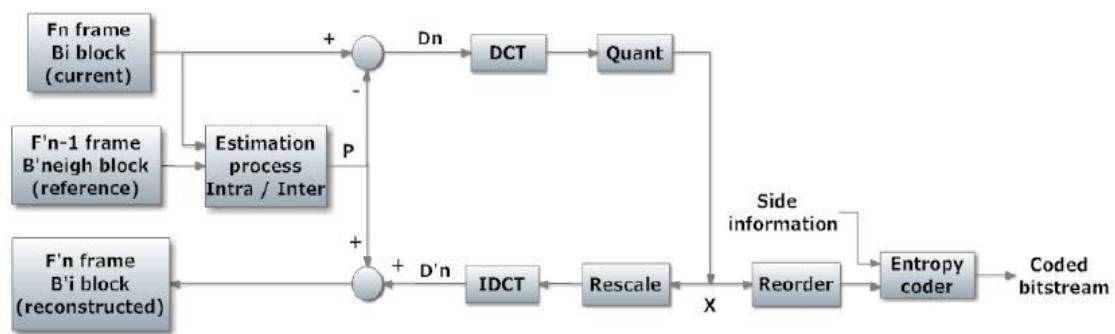 Fn frame
Bi block
(current)
+
Dn
DCT
Quant
-
F'n-1 frame
B'neigh block
(reference)
Estimation
process
Intra / Inter
P
Side
information
+
F'n frame
B'i block
(reconstructed)
+
D'n
IDCT
Rescale
X
Reorder
Entropy
coder
Coded
bitstream